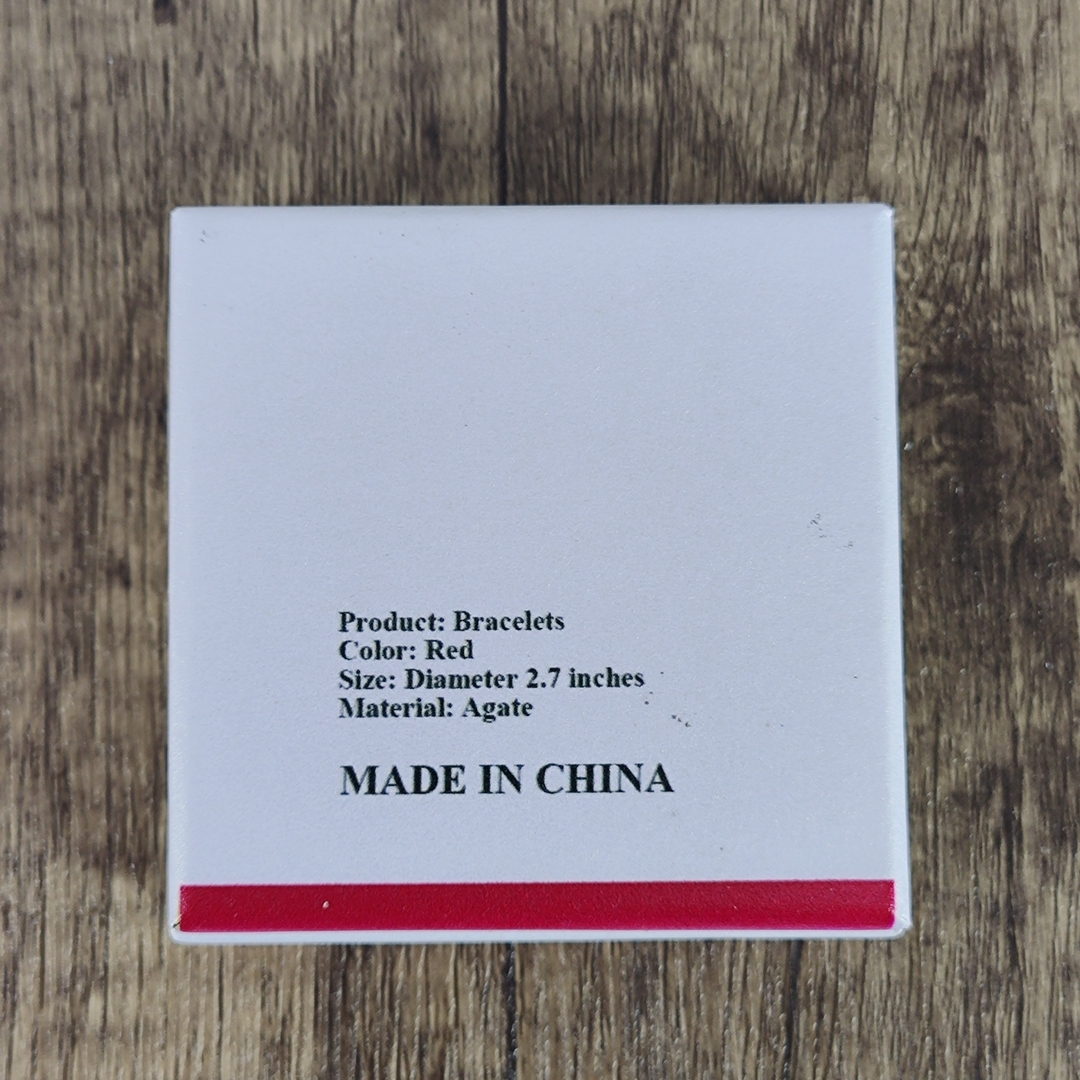 Product: Bracelets
Color: Red
Size: Diameter 2.7 inches
Material: Agate
MADE IN CHINA